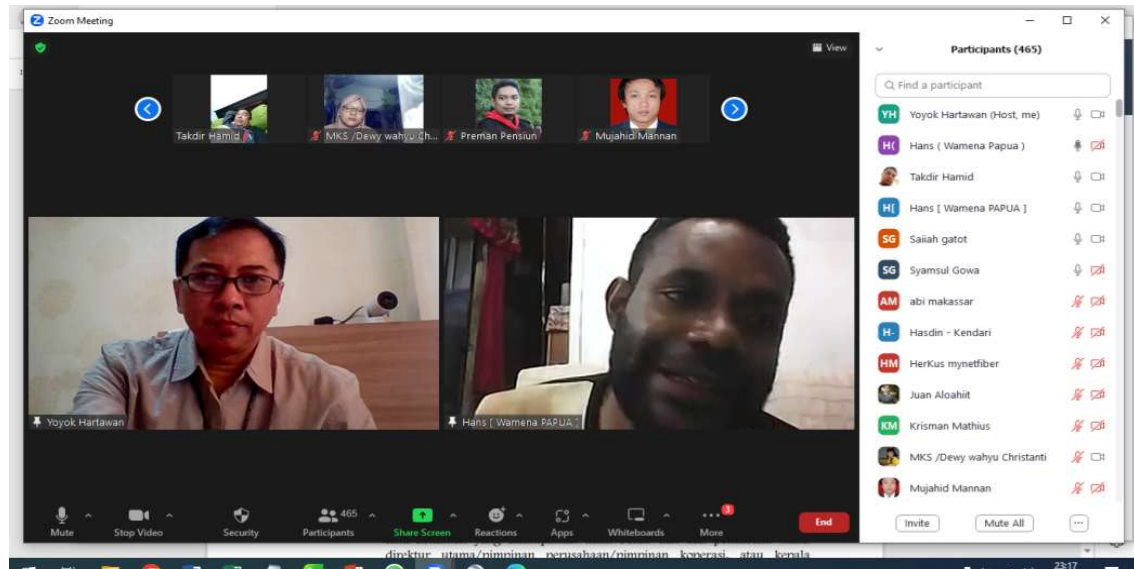 Zoom Meeting
View
Takdir Hamid
MKS /Dewy wahyu Ch...
Preman Pensiun
Mujahid Mannan
Yoyok Hartawan
Hans [ Wamena PAPUA ]
Mute
Stop Video
Security
465
Participants
Share Screen
Reactions
Apps
Whiteboards
3
More
End
Participants (465)
Find a participant
YH Yoyok Hartawan (Host, me)
H( Hans ( Wamena Papua )
Takdir Hamid
H[ Hans [ Wamena PAPUA ]
SG Saiiah gatot
SG Syamsul Gowa
AM abi makassar
H- Hasdin - Kendari
HM HerKus mynetfiber
Juan Aloahiit
KM Krisman Mathius
MKS /Dewy wahyu Christanti
Mujahid Mannan
Invite
Mute All
...
direktur utama/pimpinan perusahaan/pimpinan koperasi, atau kepala
23:17